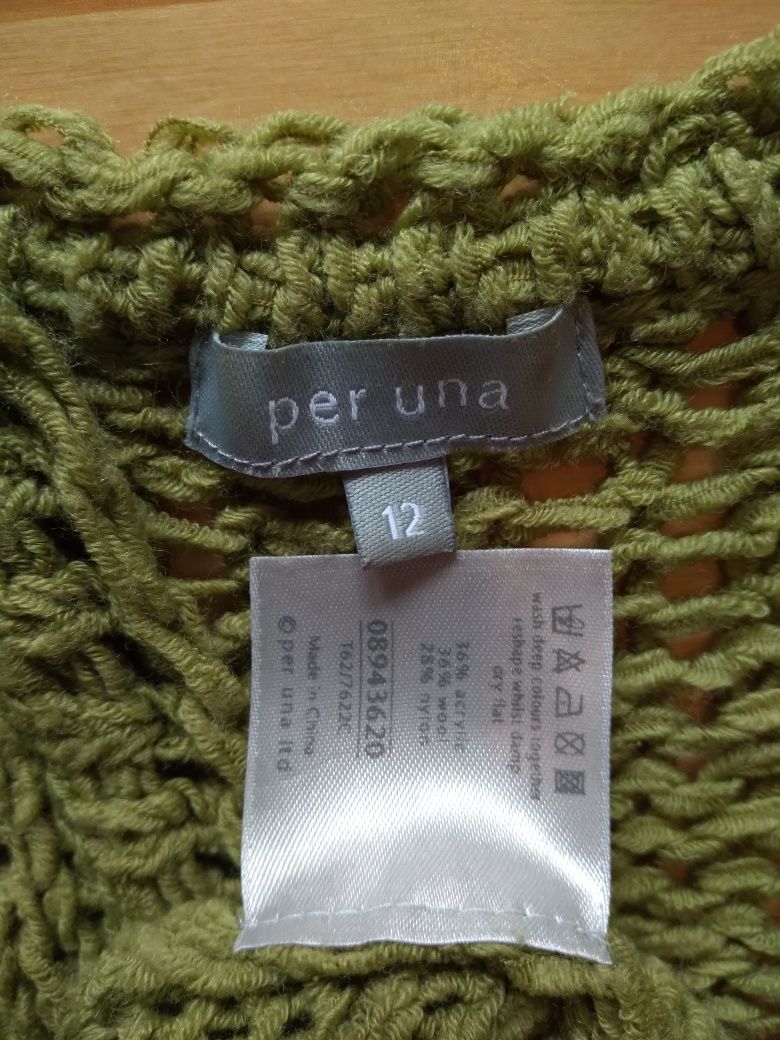 per una
12
wash deep colours together
reshape whilst damp
dry flat
36% acrylic
36% wool
28% nylon
08943620
T62/7622C
Made in China
©per una ltd